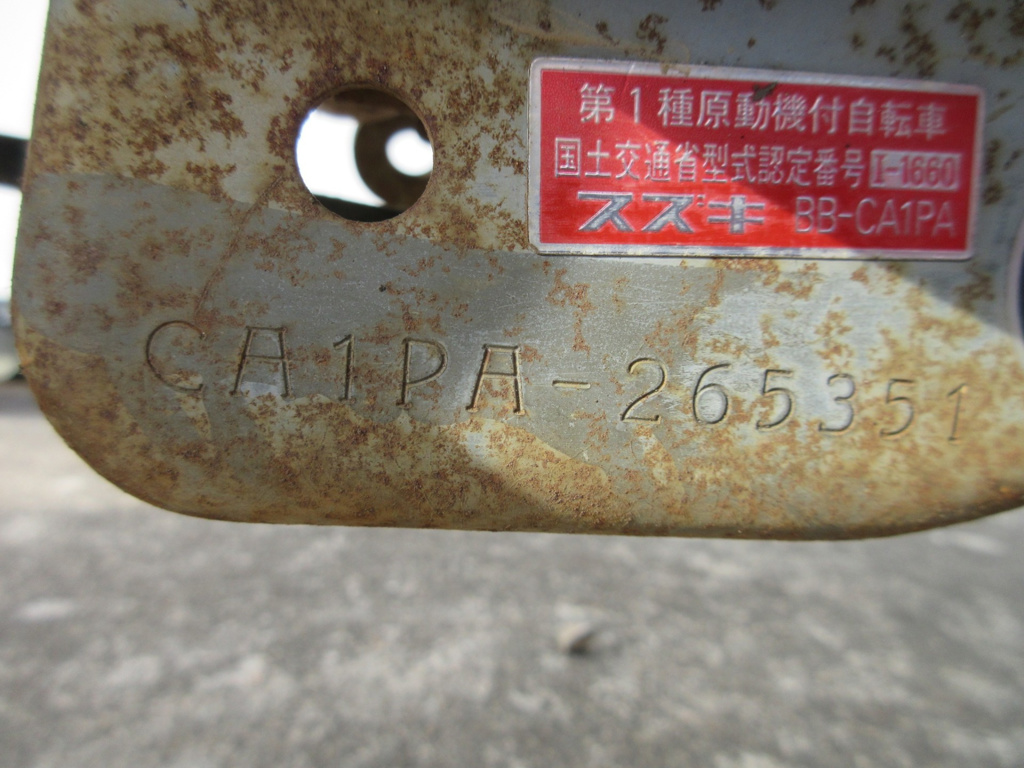 第1種原動機付自転車
国土交通省型式認定番号 I-1660
スズキ BB-CA1PA
CA1PA-265351